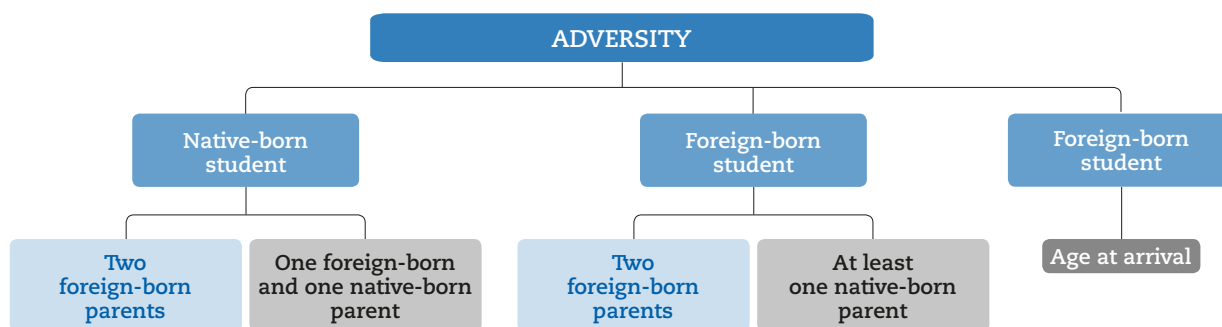 ADVERSITY
Native-born
student
Foreign-born
student
Foreign-born
student
Two
foreign-born
parents
One foreign-born
and one native-born
parent
Two
foreign-born
parents
At least
one native-born
parent
Age at arrival